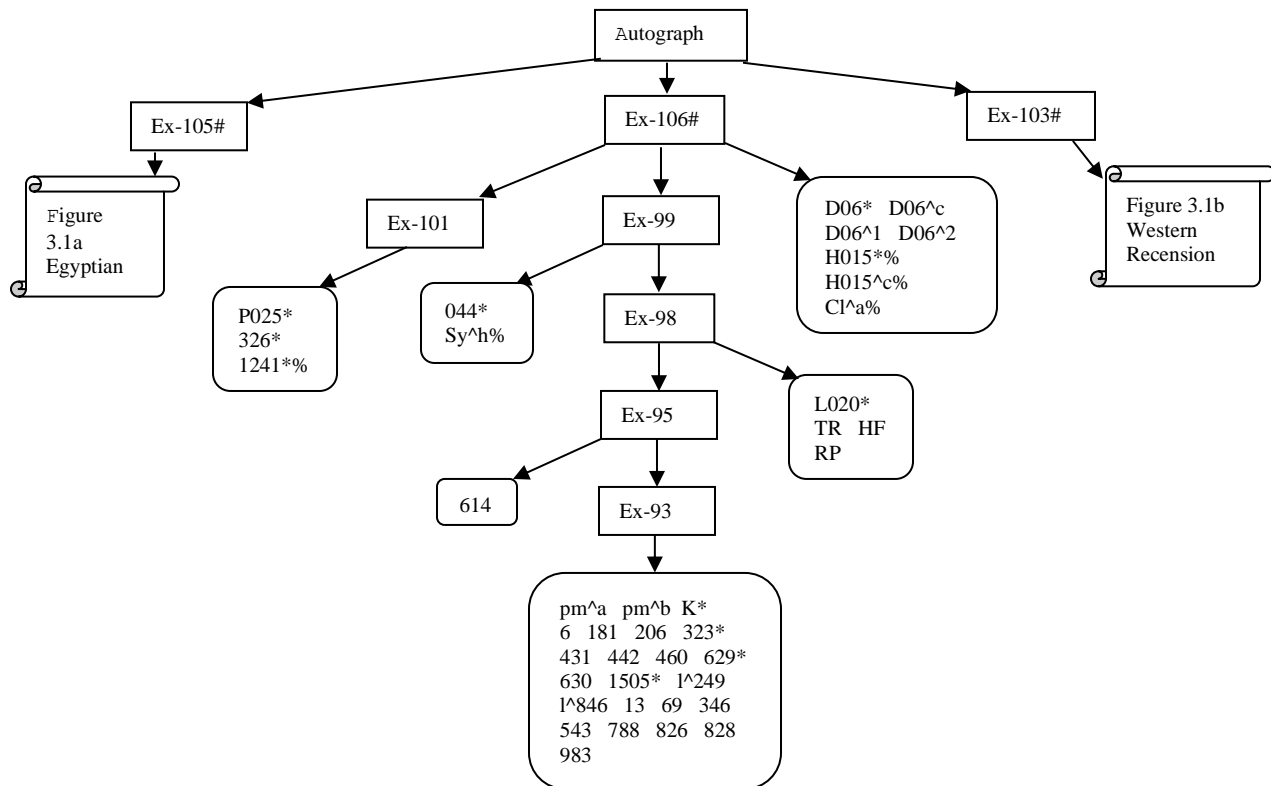 Autograph
Ex-105#
Ex-106#
Ex-103#
Figure
3.1a
Egyptian
Ex-101
Ex-99
D06*   D06^c
D06^1   D06^2
H015*%
H015^c%
Cl^a%
Figure 3.1b
Western
Recension
P025*
326*
1241*%
044*
Sy^h%
Ex-98
Ex-95
L020*
TR   HF
RP
614
Ex-93
pm^a   pm^b   K*
6   181   206   323*
431   442   460   629*
630   1505*   l^249
l^846   13   69   346
543   788   826   828
983